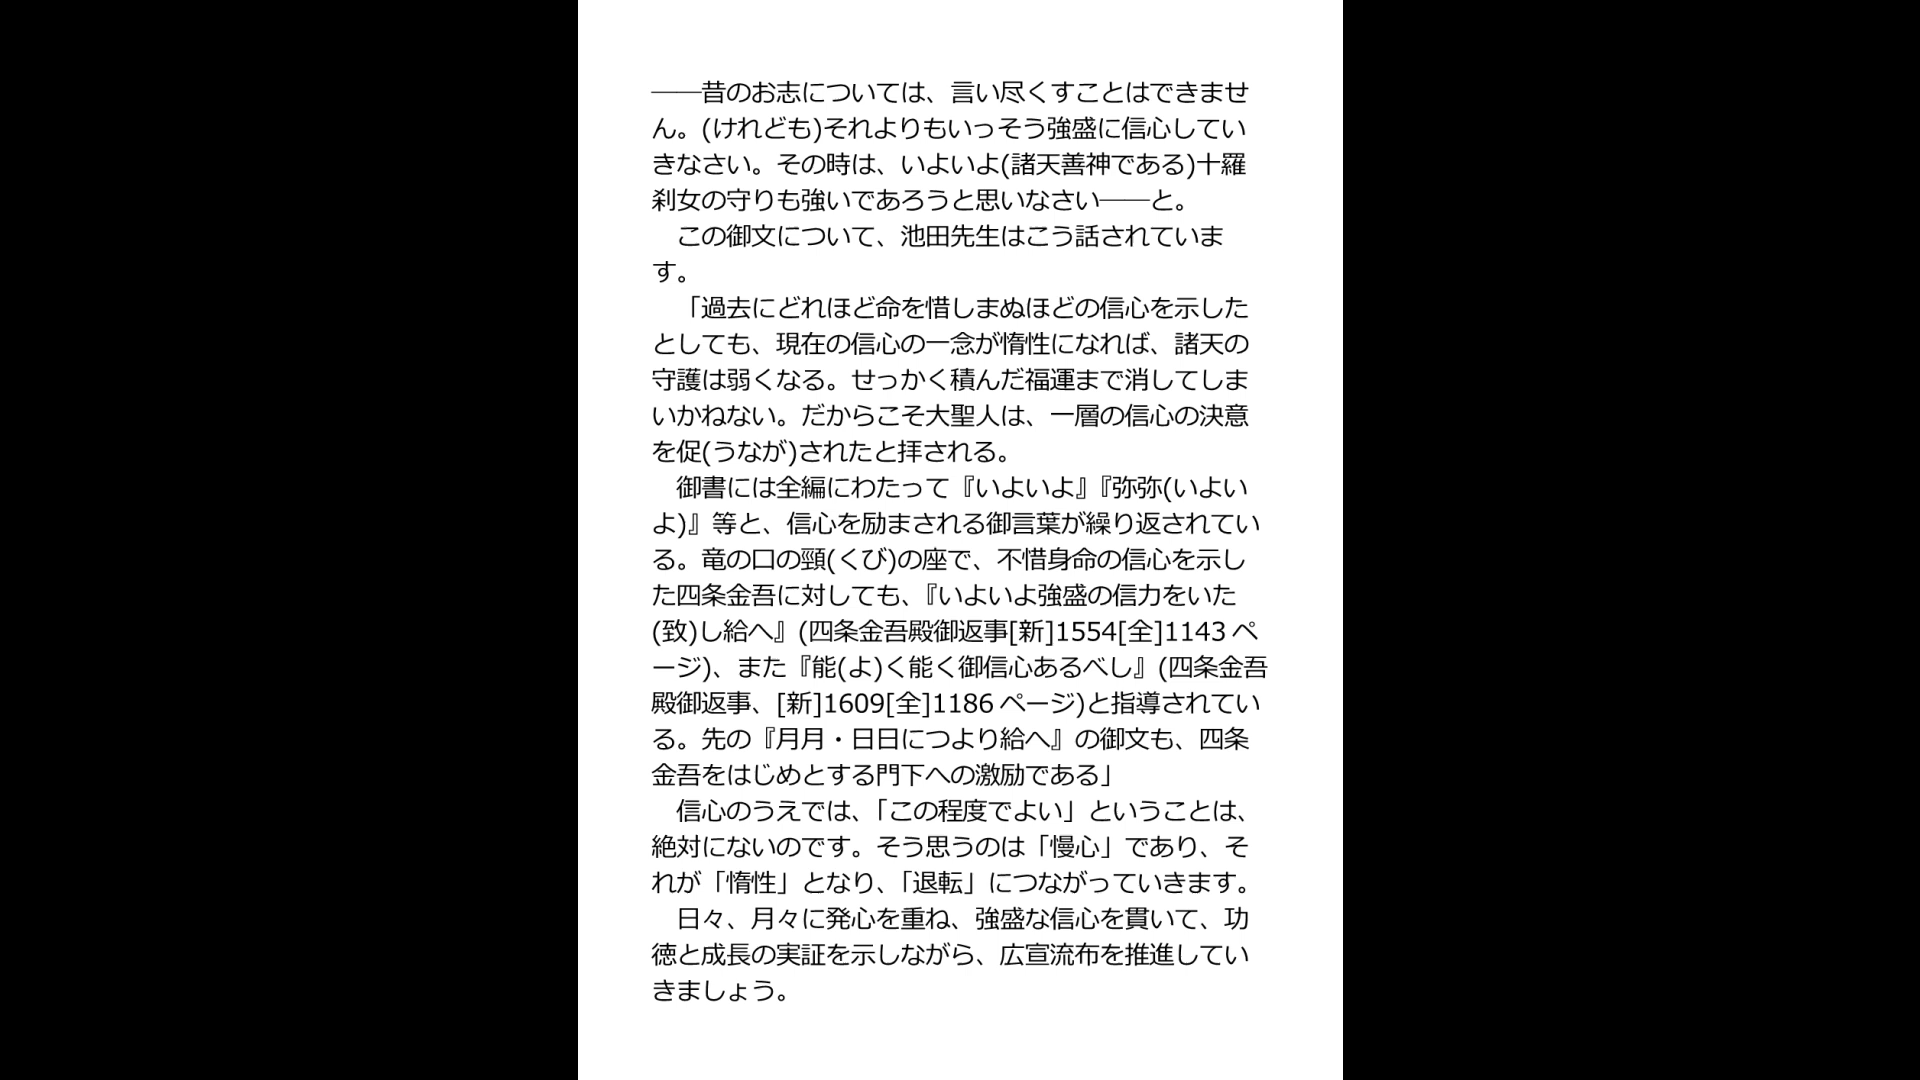 ――昔のお志については、言い尽くすことはできませ
ん。(けれども)それよりもいっそう強盛に信心してい
きなさい。その時は、いよいよ(諸天善神である)十羅
刹女の守りも強いであろうと思いなさい――と。
　この御文について、池田先生はこう話されていま
す。
　「過去にどれほど命を惜しまぬほどの信心を示した
としても、現在の信心の一念が惰性になれば、諸天の
守護は弱くなる。せっかく積んだ福運まで消してしま
いかねない。だからこそ大聖人は、一層の信心の決意
を促(うなが)されたと拝される。
　御書には全編にわたって『いよいよ』『弥弥(いよい
よ)』等と、信心を励まされる御言葉が繰り返されてい
る。竜の口の頸(くび)の座で、不惜身命の信心を示し
た四条金吾に対しても、『いよいよ強盛の信力をいた
(致)し給へ』(四条金吾殿御返事[新]1554[全]1143 ペ
ージ)、また『能(よ)く能く御信心あるべし』(四条金吾
殿御返事、[新]1609[全]1186 ページ)と指導されてい
る。先の『月月・日日につより給へ』の御文も、四条
金吾をはじめとする門下への激励である」
　信心のうえでは、「この程度でよい」ということは、
絶対にないのです。そう思うのは「慢心」であり、そ
れが「惰性」となり、「退転」につながっていきます。
　日々、月々に発心を重ね、強盛な信心を貫いて、功
徳と成長の実証を示しながら、広宣流布を推進してい
きましょう。